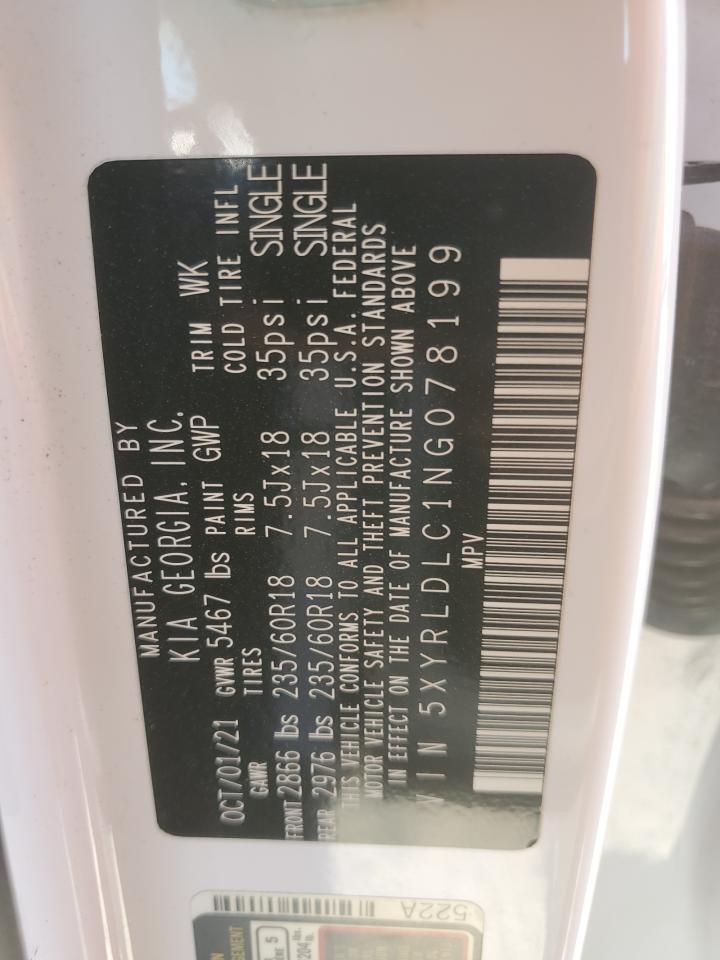 MANUFACTURED BY
KIA GEORGIA, INC.
OCT/01/21 GVWR 5467 lbs PAINT GWP TRIM WK
GAWR TIRES RIMS COLD TIRE INFL
FRONT 2866 lbs 235/60R18 7.5Jx18 35psi SINGLE
REAR 2976 lbs 235/60R18 7.5Jx18 35psi SINGLE
THIS VEHICLE CONFORMS TO ALL APPLICABLE U.S.A. FEDERAL
MOTOR VEHICLE SAFETY AND THEFT PREVENTION STANDARDS
IN EFFECT ON THE DATE OF MANUFACTURE SHOWN ABOVE
VIN 5XYRLDLC1NG078199
MPV
522A
5